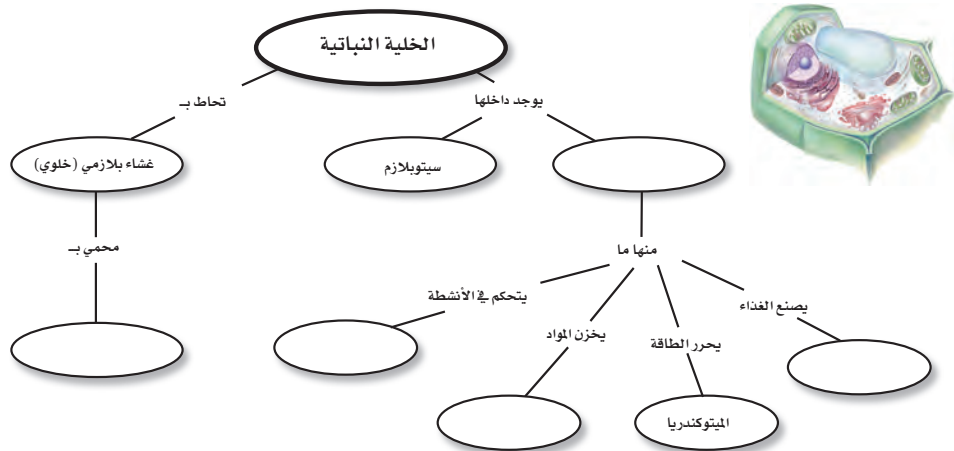 الخلية النباتية
يوجد داخلها
تحاط بـ
سيتوبلازم
غشاء بلازمي (خلوي)
منها ما
محمي بـ
يصنع الغذاء
يحرر الطاقة
يخزن المواد
يتحكم في الأنشطة
الميتوكندريا